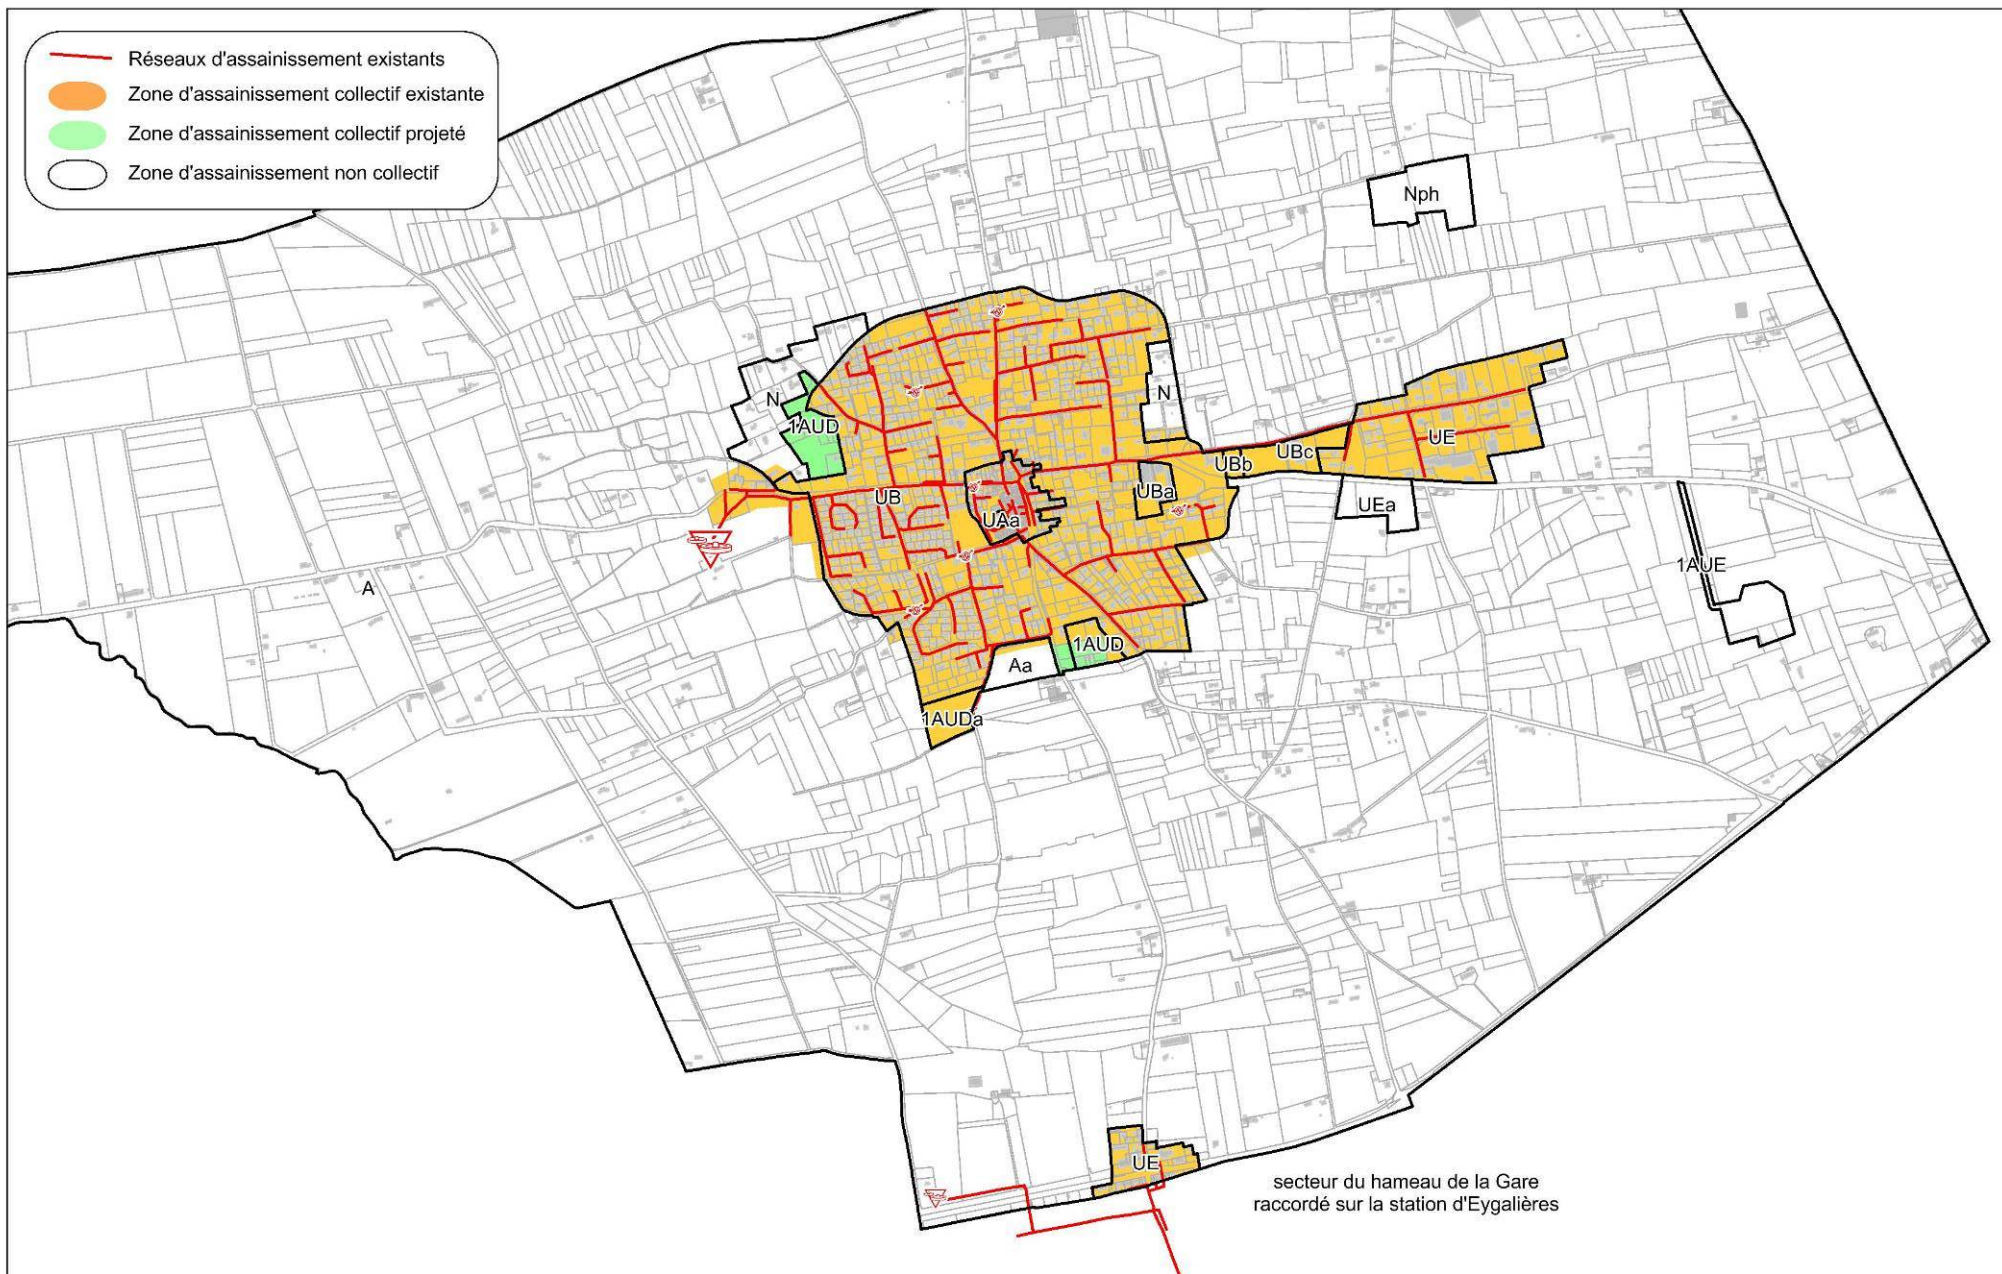 Réseaux d'assainissement existants
Zone d'assainissement collectif existante
Zone d'assainissement collectif projeté
Zone d'assainissement non collectif
Nph
N
N
1AUD
UE
UBc
UBb
UBa
UB
UEa
UAa
1AUE
A
1AUD
Aa
1AUDa
UE
secteur du hameau de la Gare
raccordé sur la station d'Eygalières